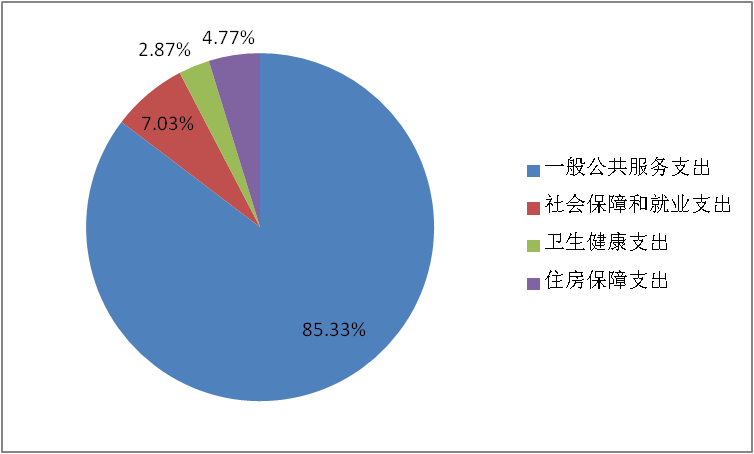 4.77%
2.87%
7.03%
85.33%
一般公共服务支出
社会保障和就业支出
卫生健康支出
住房保障支出